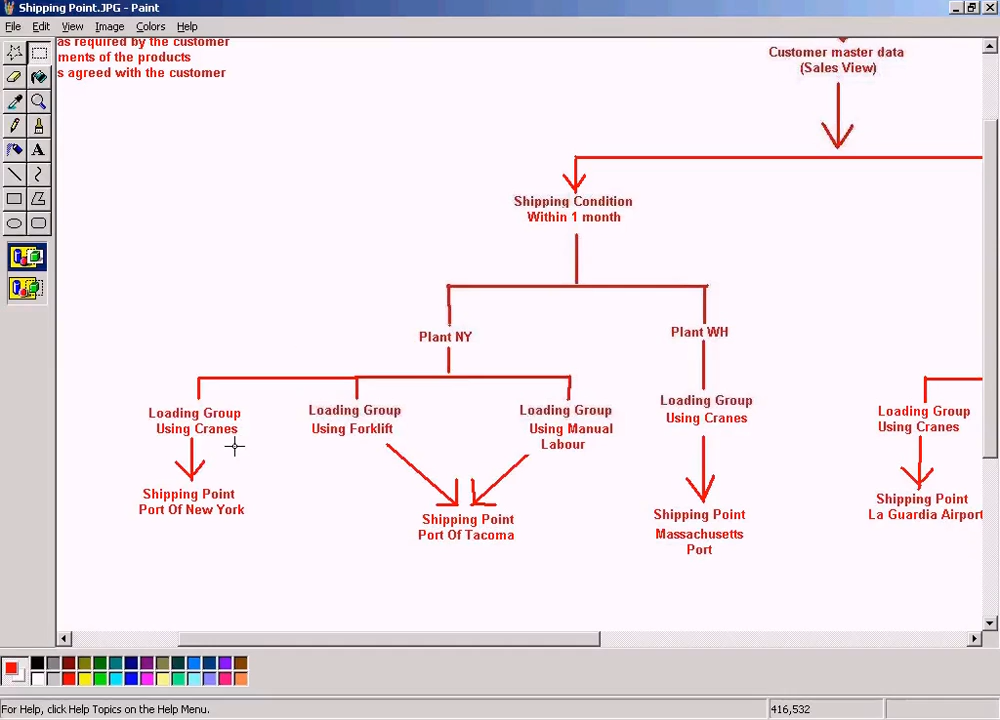 Shipping Point.JPG - Paint
File Edit View Image Colors Help
as required by the customer
ments of the products
s agreed with the customer
Customer master data
(Sales View)
Shipping Condition
Within 1 month
Plant NY
Plant WH
Loading Group
Using Cranes
Loading Group
Using Forklift
Loading Group
Using Manual
Labour
Loading Group
Using Cranes
Loading Group
Using Cranes
Shipping Point
Port Of New York
Shipping Point
Port Of Tacoma
Shipping Point
Massachusetts
Port
Shipping Point
La Guardia Airport
For Help, click Help Topics on the Help Menu.
416,532